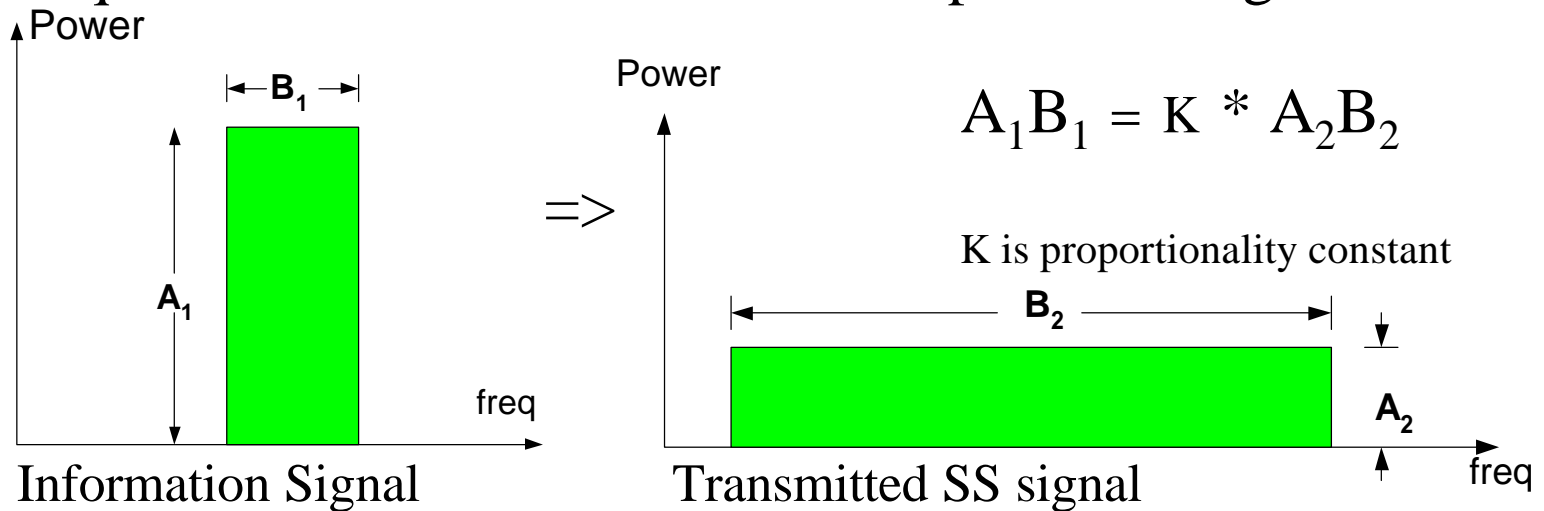 Power
B₁
A₁
freq
Information Signal
=>
Power
A₁B₁ = K * A₂B₂
K is proportionality constant
B₂
A₂
freq
Transmitted SS signal